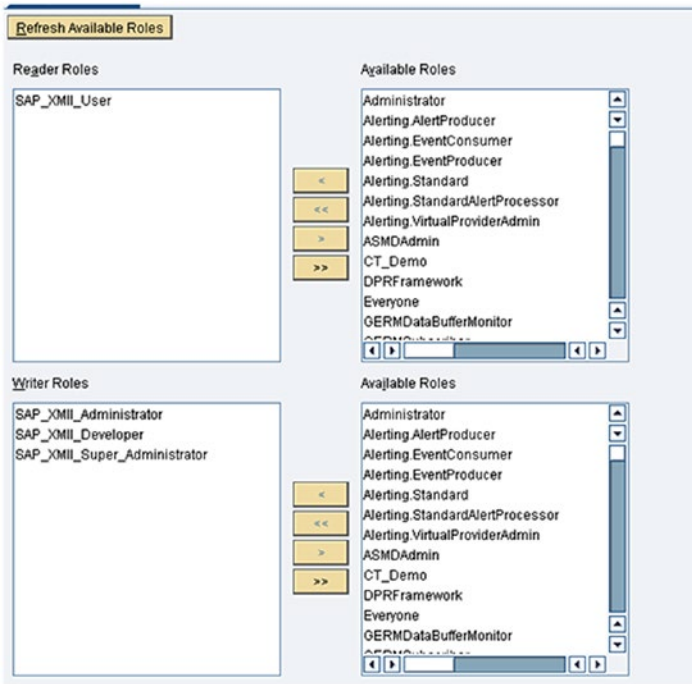 Refresh Available Roles
Reader Roles
Available Roles
SAP_XMII_User
Administrator
Alerting.AlertProducer
Alerting.EventConsumer
Alerting.EventProducer
Alerting.Standard
Alerting.StandardAlertProcessor
Alerting.VirtualProviderAdmin
ASMDAdmin
CT_Demo
DPRFramework
Everyone
GERMDataBufferMonitor
<
<<
>
>>
Writer Roles
Available Roles
SAP_XMII_Administrator
SAP_XMII_Developer
SAP_XMII_Super_Administrator
Administrator
Alerting.AlertProducer
Alerting.EventConsumer
Alerting.EventProducer
Alerting.Standard
Alerting.StandardAlertProcessor
Alerting.VirtualProviderAdmin
ASMDAdmin
CT_Demo
DPRFramework
Everyone
GERMDataBufferMonitor
<
<<
>
>>